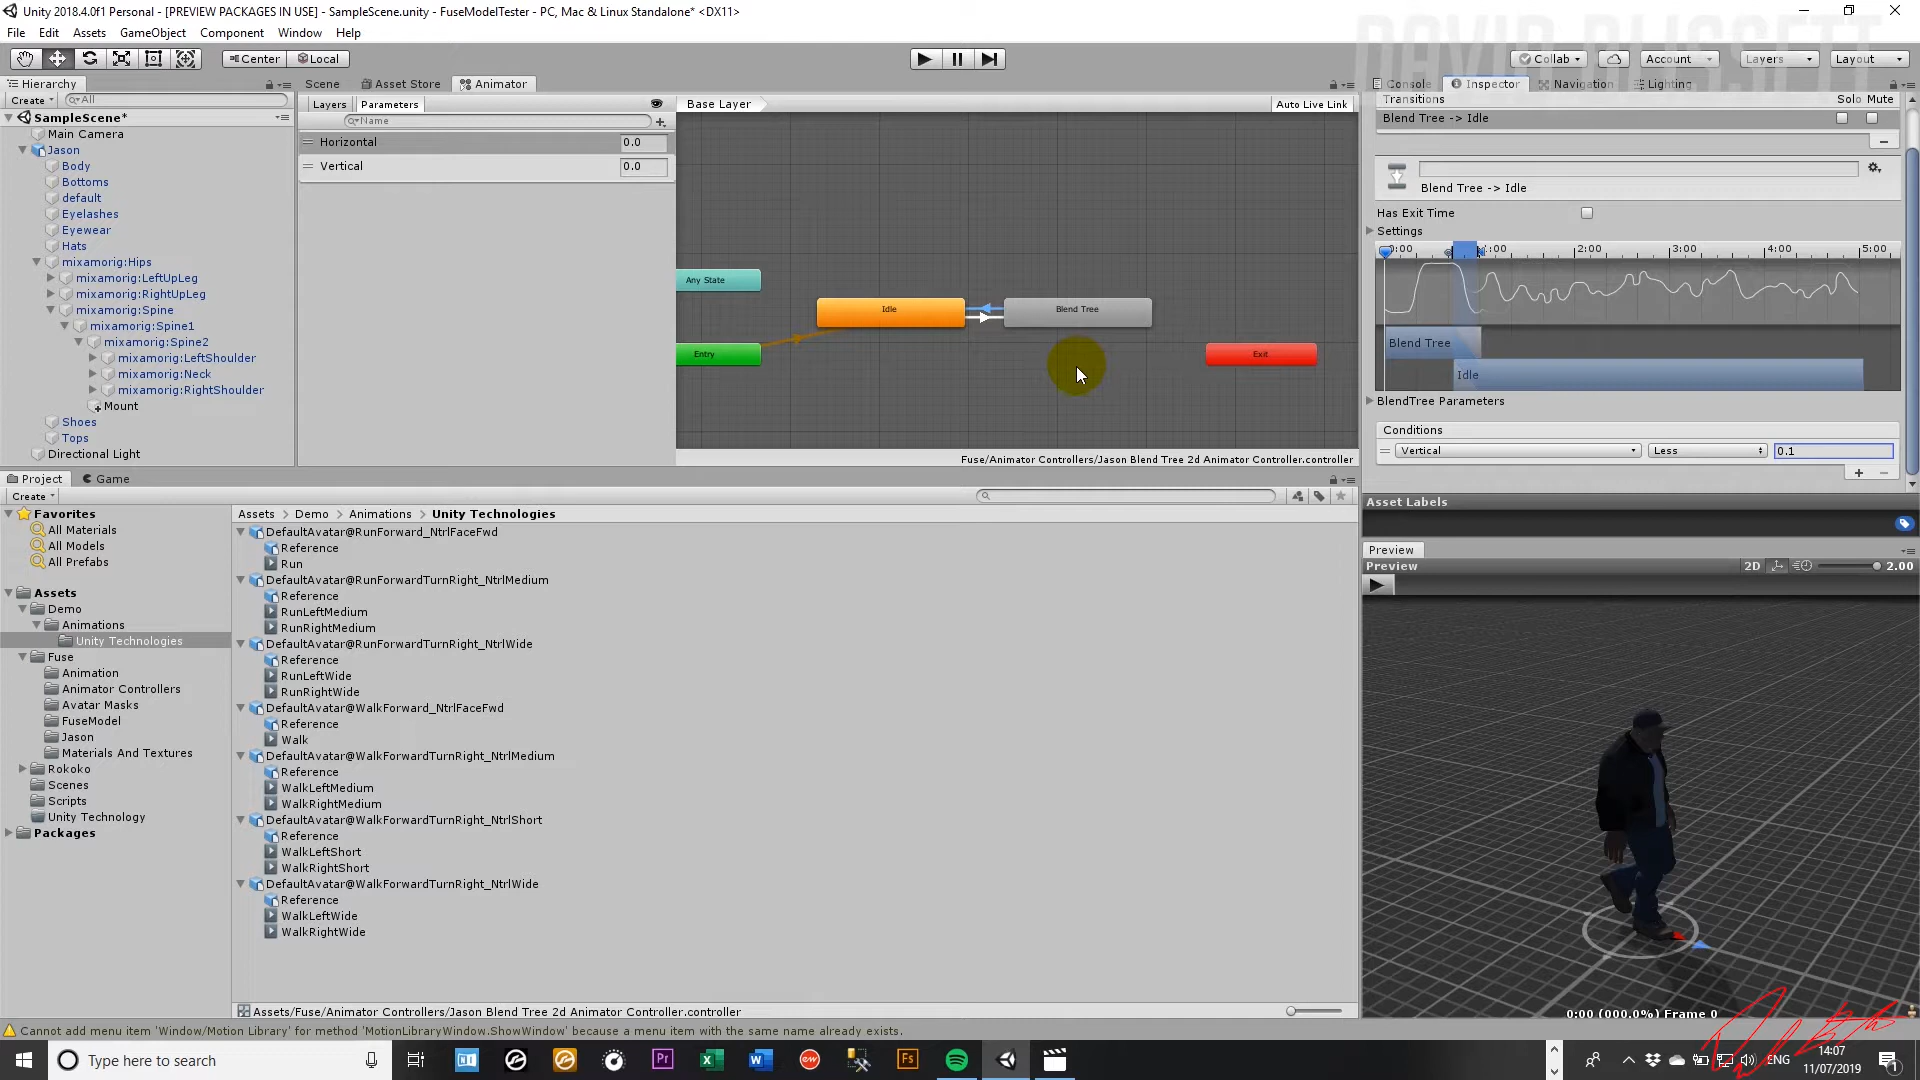 Unity 2018.4.0f1 Personal - [PREVIEW PACKAGES IN USE] - SampleScene.unity - FuseModelTester - PC, Mac & Linux Standalone* <DX11>
File Edit Assets GameObject Component Window Help
DAVID BLISSETT
Center Local Collab Account Layers Layout
Hierarchy
Create All
SampleScene*
Main Camera
Jason
Body
Bottoms
default
Eyelashes
Eyewear
Hats
mixamorig:Hips
mixamorig:LeftUpLeg
mixamorig:RightUpLeg
mixamorig:Spine
mixamorig:Spine1
mixamorig:Spine2
mixamorig:LeftShoulder
mixamorig:Neck
mixamorig:RightShoulder
Mount
Shoes
Tops
Directional Light
Scene Asset Store Animator
Layers Parameters Base Layer Auto Live Link
Name
Horizontal 0.0
Vertical 0.0
Any State
Idle
Blend Tree
Entry
Exit
Fuse/Animator Controllers/Jason Blend Tree 2d Animator Controller.controller
Console Inspector Navigation Lighting
Transitions Solo Mute
Blend Tree -> Idle
Blend Tree -> Idle
Has Exit Time
Settings
0:00 1:00 2:00 3:00 4:00 5:00
Blend Tree
Idle
BlendTree Parameters
Conditions
Vertical Less 0.1
Asset Labels
Preview
Preview 2D 2.00
0:00 (000.0%) Frame 0
Project Game
Create
Favorites
All Materials
All Models
All Prefabs
Assets
Demo
Animations
Unity Technologies
Fuse
Animation
Animator Controllers
Avatar Masks
FuseModel
Jason
Materials And Textures
Rokoko
Scenes
Scripts
Unity Technology
Packages
Assets Demo Animations Unity Technologies
DefaultAvatar@RunForward_NtrlFaceFwd
Reference
Run
DefaultAvatar@RunForwardTurnRight_NtrlMedium
Reference
RunLeftMedium
RunRightMedium
DefaultAvatar@RunForwardTurnRight_NtrlWide
Reference
RunLeftWide
RunRightWide
DefaultAvatar@WalkForward_NtrlFaceFwd
Reference
Walk
DefaultAvatar@WalkForwardTurnRight_NtrlMedium
Reference
WalkLeftMedium
WalkRightMedium
DefaultAvatar@WalkForwardTurnRight_NtrlShort
Reference
WalkLeftShort
WalkRightShort
DefaultAvatar@WalkForwardTurnRight_NtrlWide
Reference
WalkLeftWide
WalkRightWide
Assets/Fuse/Animator Controllers/Jason Blend Tree 2d Animator Controller.controller
Cannot add menu item 'Window/Motion Library' for method 'MotionLibraryWindow.ShowWindow' because a menu item with the same name already exists.
Type here to search
ENG
14:07
11/07/2019